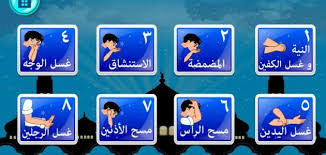 ١
النية
و غسل الكفين
٢
المضمضة
٣
الاستنشاق
٤
غسل الوجه
٥
غسل اليدين
٦
مسح الرأس
٧
مسح الأذنين
٨
غسل الرجلين